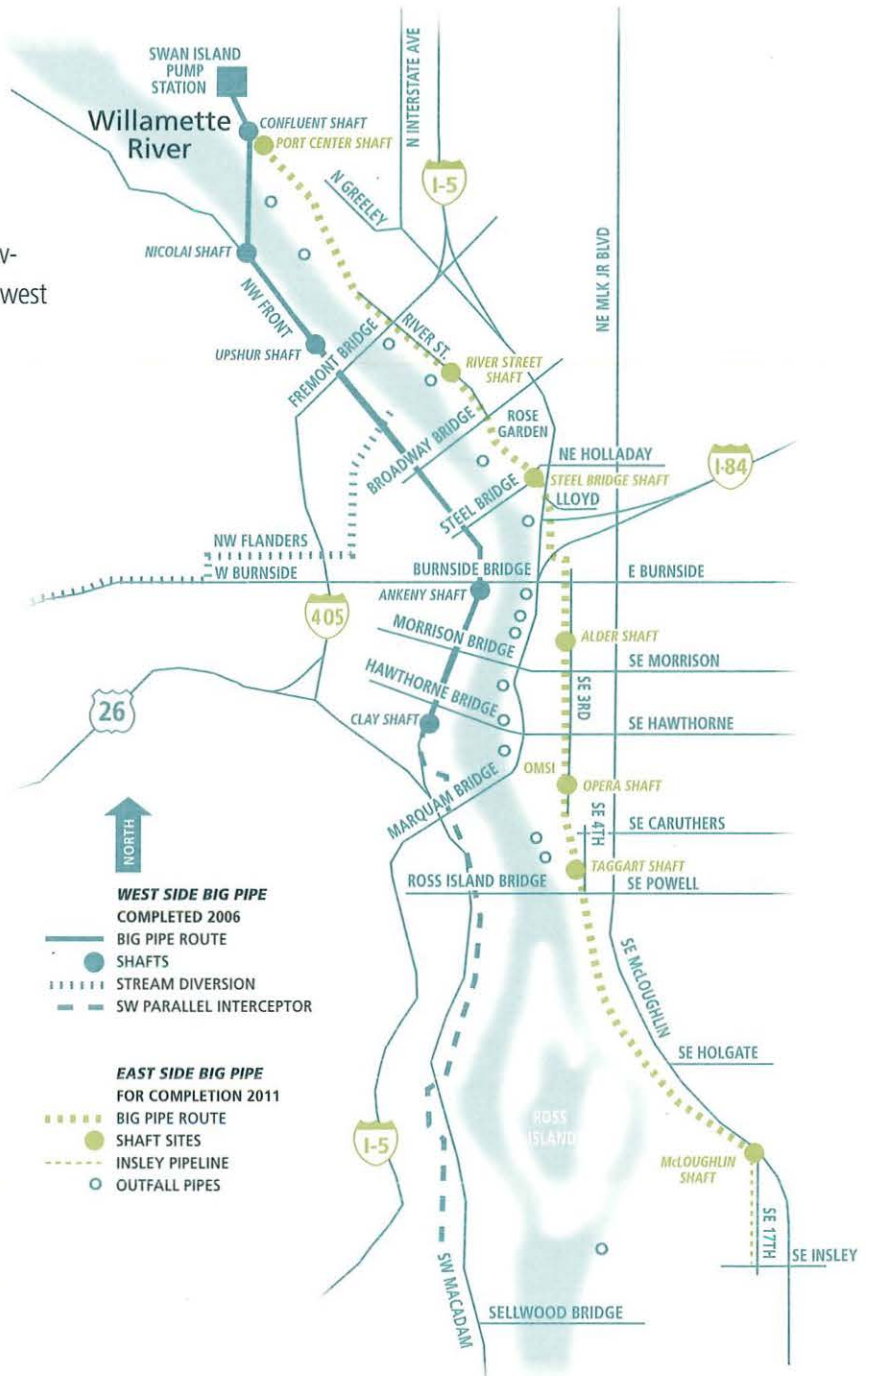 SWAN ISLAND
PUMP
STATION
Willamette
River
CONFLUENT SHAFT
PORT CENTER SHAFT
N INTERSTATE AVE
I-5
N GREELEY
v-
west
NICOLAI SHAFT
NE MLK JR BLVD
NW FRONT
UPSHUR SHAFT
FREMONT BRIDGE
RIVER ST.
RIVER STREET
SHAFT
BROADWAY BRIDGE
ROSE
GARDEN
NE HOLLADAY
I-84
STEEL BRIDGE
STEEL BRIDGE SHAFT
LLOYD
NW FLANDERS
W BURNSIDE
BURNSIDE BRIDGE
E BURNSIDE
ANKENY SHAFT
405
MORRISON BRIDGE
ALDER SHAFT
SE MORRISON
HAWTHORNE BRIDGE
SE 3RD
26
CLAY SHAFT
SE HAWTHORNE
OMSI
OPERA SHAFT
MARQUAM BRIDGE
SE 4TH
SE CARUTHERS
TAGGART SHAFT
ROSS ISLAND BRIDGE
SE POWELL
NORTH
WEST SIDE BIG PIPE
COMPLETED 2006
BIG PIPE ROUTE
SHAFTS
STREAM DIVERSION
SW PARALLEL INTERCEPTOR
SE McLOUGHLIN
SE HOLGATE
EAST SIDE BIG PIPE
FOR COMPLETION 2011
BIG PIPE ROUTE
SHAFT SITES
INSLEY PIPELINE
OUTFALL PIPES
I-5
ROSS
ISLAND
McLOUGHLIN
SHAFT
SE 17TH
SE INSLEY
SW MACADAM
SELLWOOD BRIDGE